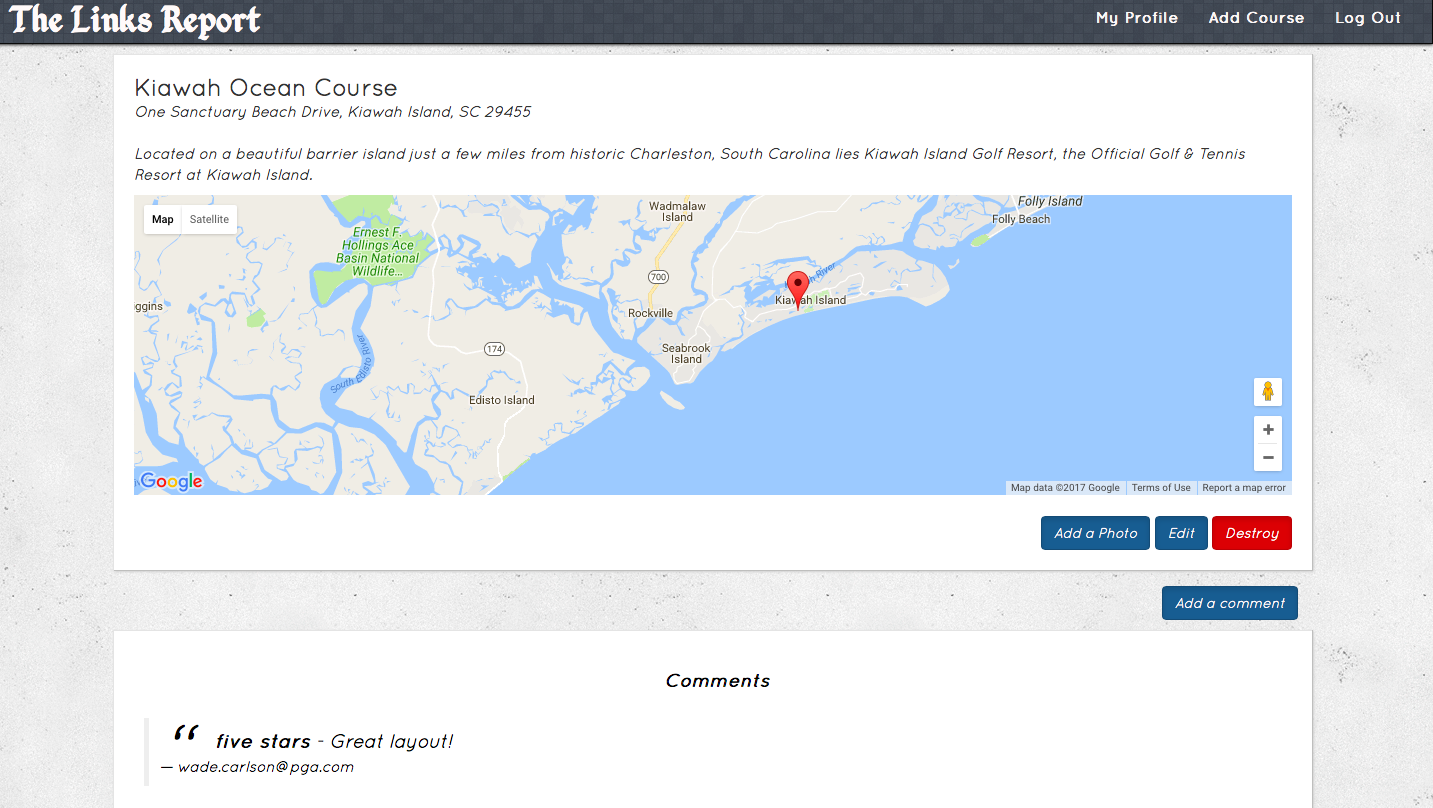 The Links Report
My Profile
Add Course
Log Out
Kiawah Ocean Course
One Sanctuary Beach Drive, Kiawah Island, SC 29455
Located on a beautiful barrier island just a few miles from historic Charleston, South Carolina lies Kiawah Island Golf Resort, the Official Golf & Tennis
Resort at Kiawah Island.
Map
Satellite
Wadmalaw
Island
Folly Island
Folly Beach
Ernest F.
Hollings Ace
Basin National
Wildlife...
700
River
Kiawah Island
ggins
Rockville
174
Seabrook
Island
South Edisto River
Edisto Island
Google
Map data ©2017 Google
Terms of Use
Report a map error
Add a Photo
Edit
Destroy
Add a comment
Comments
“ five stars - Great layout!
— wade.carlson@pga.com